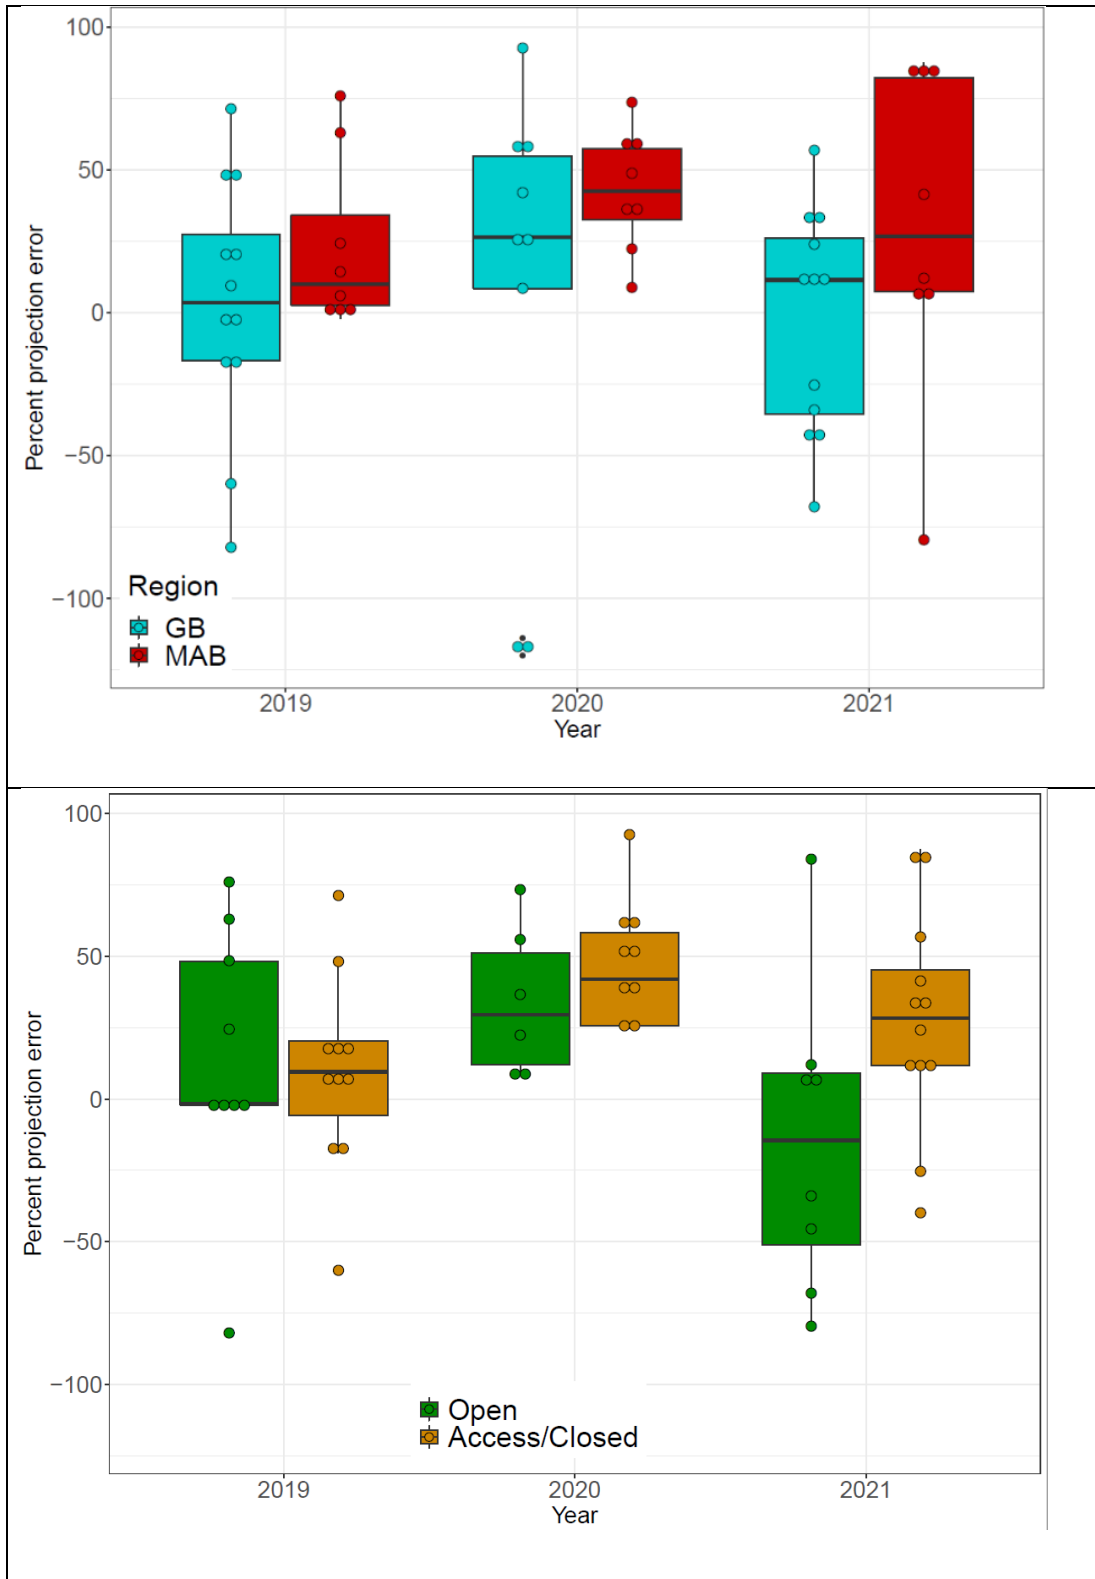 100
50
0
−50
−100
Percent projection error
Region
GB
MAB
2019
2020
2021
Year
100
50
0
−50
−100
Percent projection error
Open
Access/Closed
2019
2020
2021
Year